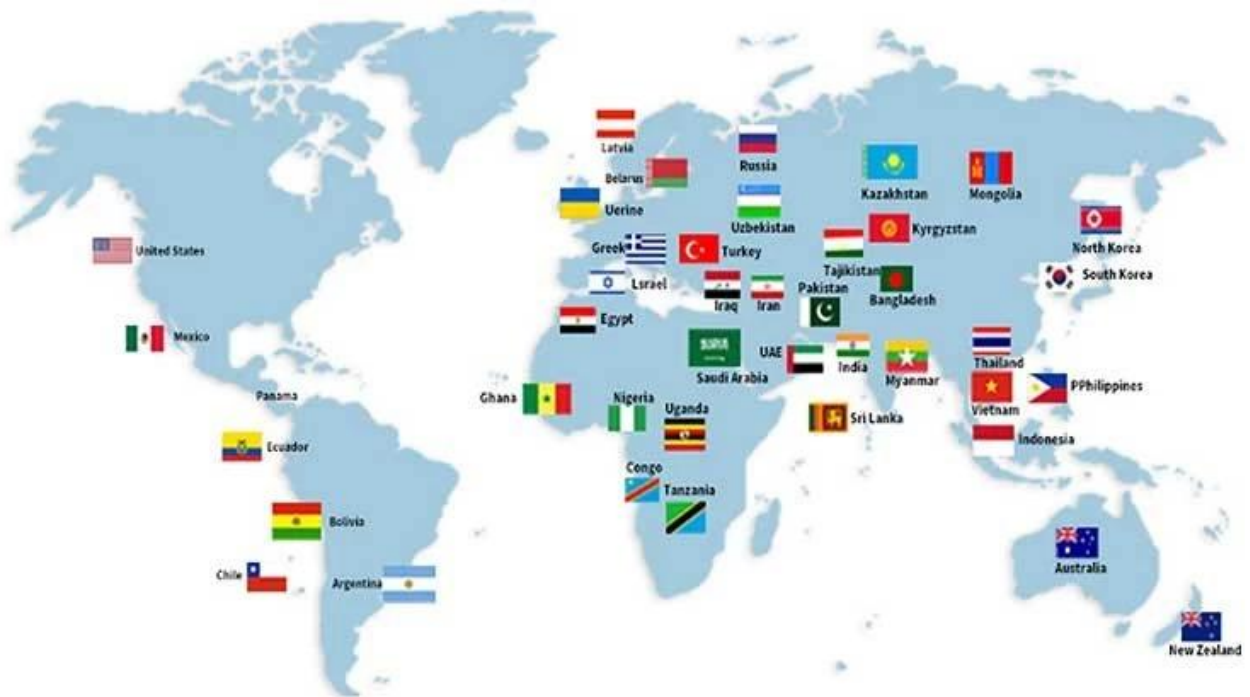 Latvia
Russia
Belarus
Kazakhstan
Mongolia
Uerine
Uzbekistan
Kyrgyzstan
North Korea
United States
Greek
Turkey
Tajikistan
South Korea
Lsrael
Iraq
Iran
Pakistan
Bangladesh
Egypt
Mexico
Saudi Arabia
UAE
India
Myanmar
Thailand
Panama
Ghana
Nigeria
Uganda
Sri Lanka
Vietnam
PPhilippines
Ecuador
Indonesia
Congo
Tanzania
Bolivia
Chile
Argentina
Australia
New Zealand